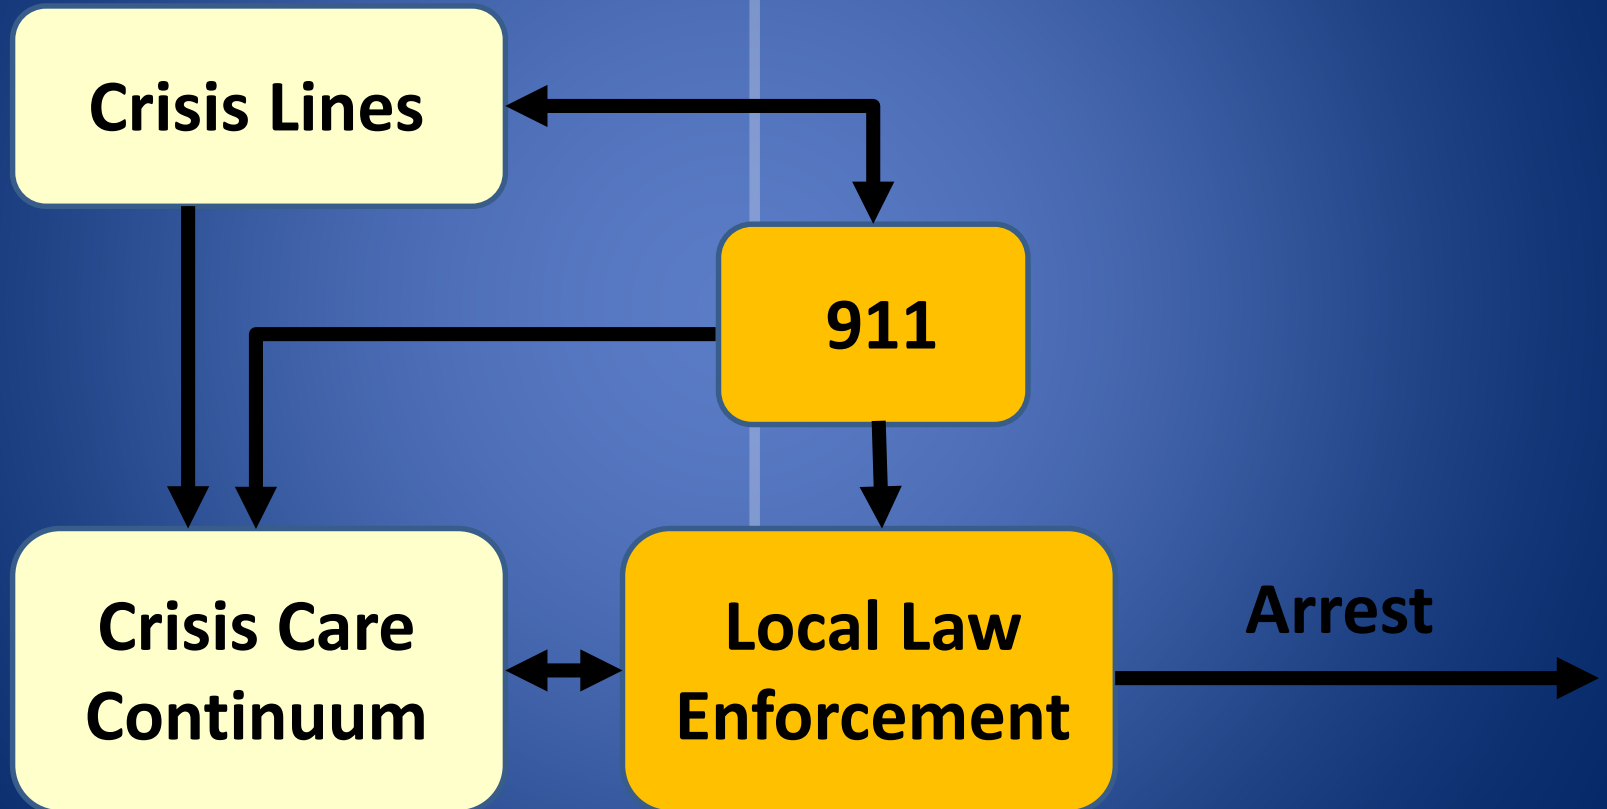 Crisis Lines
911
Crisis Care
Continuum
Local Law
Enforcement
Arrest